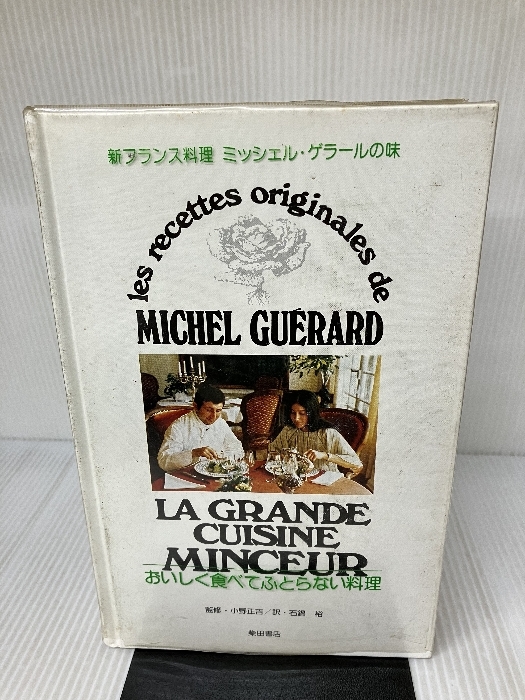 新フランス料理 ミッシェル・ゲラールの味
les recettes originales de
MICHEL GUÉRARD
LA GRANDE
CUISINE
MINCEUR
おいしく食べてふとらない料理
監修・小野正吉/訳・石鍋 裕
柴田書店